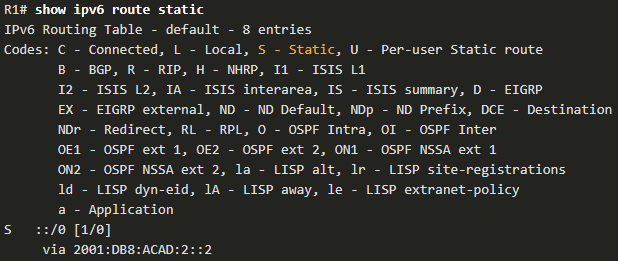 R1# show ipv6 route static
IPv6 Routing Table - default - 8 entries
Codes: C - Connected, L - Local, S - Static, U - Per-user Static route
       B - BGP, R - RIP, H - NHRP, I1 - ISIS L1
       I2 - ISIS L2, IA - ISIS interarea, IS - ISIS summary, D - EIGRP
       EX - EIGRP external, ND - ND Default, NDp - ND Prefix, DCE - Destination
       NDr - Redirect, RL - RPL, O - OSPF Intra, OI - OSPF Inter
       OE1 - OSPF ext 1, OE2 - OSPF ext 2, ON1 - OSPF NSSA ext 1
       ON2 - OSPF NSSA ext 2, la - LISP alt, lr - LISP site-registrations
       ld - LISP dyn-eid, lA - LISP away, le - LISP extranet-policy
       a - Application
S   ::/0 [1/0]
     via 2001:DB8:ACAD:2::2